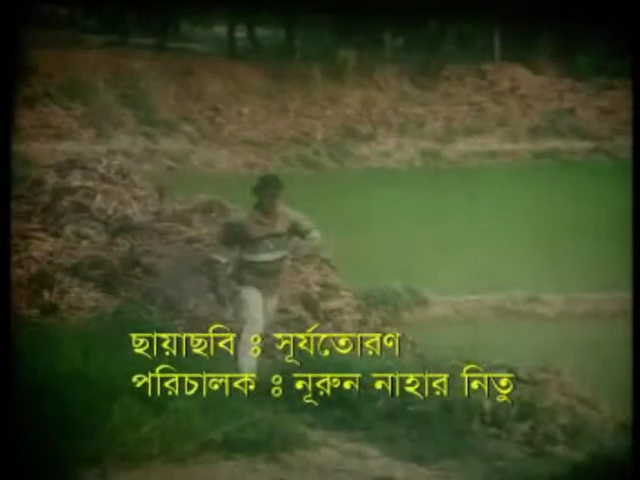 ছায়াছবি ঃ সূর্যতোরণ
পরিচালক ঃ নূরুন নাহার নিতু